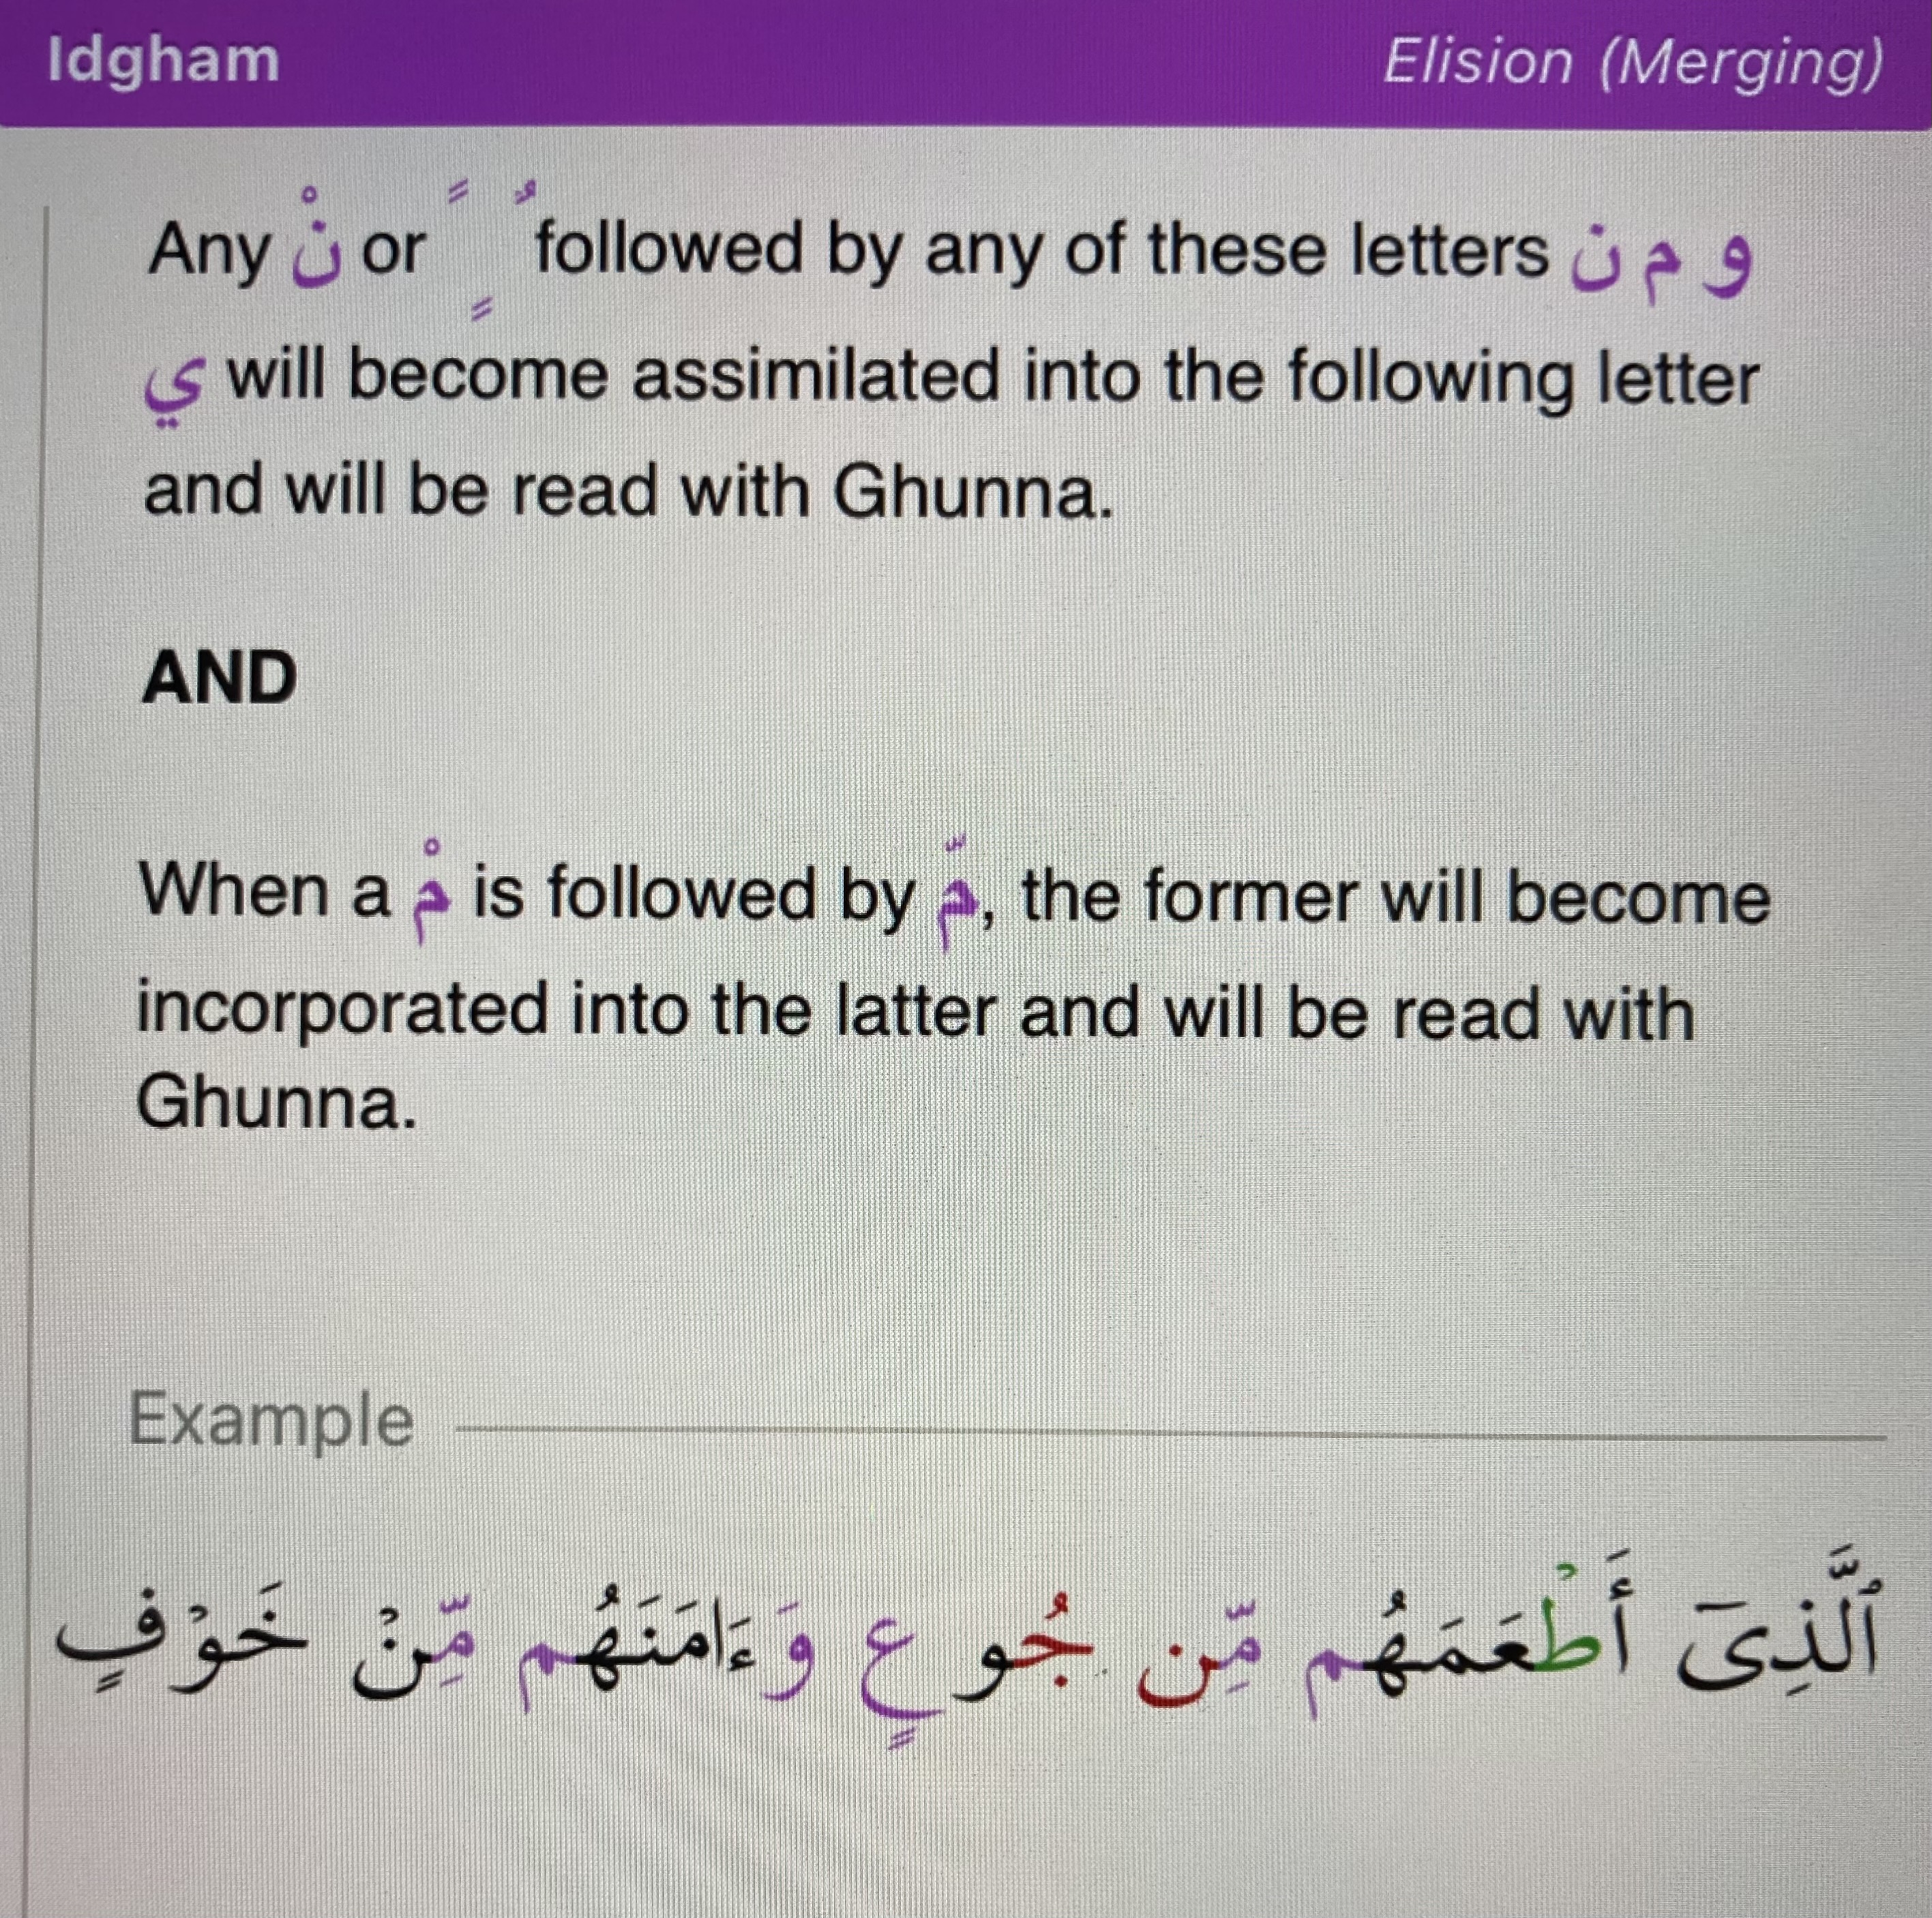 Idgham
Elision (Merging)
Any نْ or ً ٍ ٌ followed by any of these letters ن م و
ي will become assimilated into the following letter
and will be read with Ghunna.
AND
When a مْ is followed by مّ, the former will become
incorporated into the latter and will be read with
Ghunna.
Example
ٱلَّذِىٓ أَطْعَمَهُم مِّن جُوعٍ وَءَامَنَهُم مِّنْ خَوْفٍ